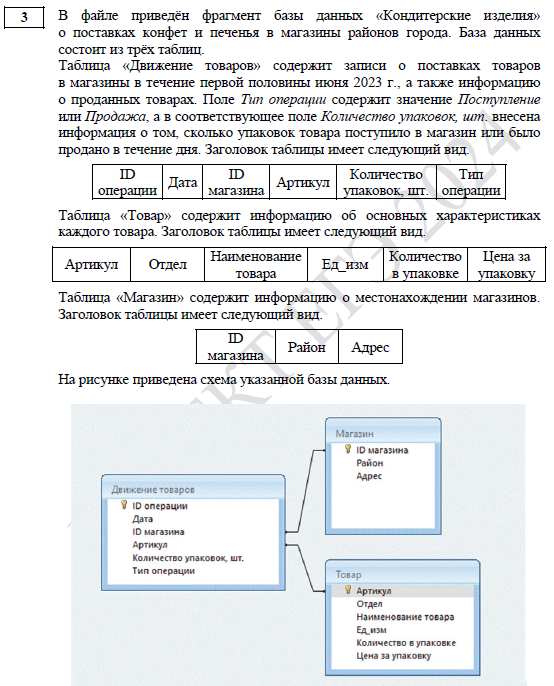 3
В файле приведён фрагмент базы данных «Кондитерские изделия»
о поставках конфет и печенья в магазины районов города. База данных
состоит из трёх таблиц.
Таблица «Движение товаров» содержит записи о поставках товаров
в магазины в течение первой половины июня 2023 г., а также информацию
о проданных товарах. Поле Тип операции содержит значение Поступление
или Продажа, а в соответствующее поле Количество упаковок, шт. внесена
информация о том, сколько упаковок товара поступило в магазин или было
продано в течение дня. Заголовок таблицы имеет следующий вид.
ID операции | Дата | ID магазина | Артикул | Количество упаковок, шт. | Тип операции
Таблица «Товар» содержит информацию об основных характеристиках
каждого товара. Заголовок таблицы имеет следующий вид.
Артикул | Отдел | Наименование товара | Ед_изм | Количество в упаковке | Цена за упаковку
Таблица «Магазин» содержит информацию о местонахождении магазинов.
Заголовок таблицы имеет следующий вид.
ID магазина | Район | Адрес
На рисунке приведена схема указанной базы данных.
Магазин
ID магазина
Район
Адрес
Движение товаров
ID операции
Дата
ID магазина
Артикул
Количество упаковок, шт.
Тип операции
Товар
Артикул
Отдел
Наименование товара
Ед_изм
Количество в упаковке
Цена за упаковку
ЕГЭ 2024